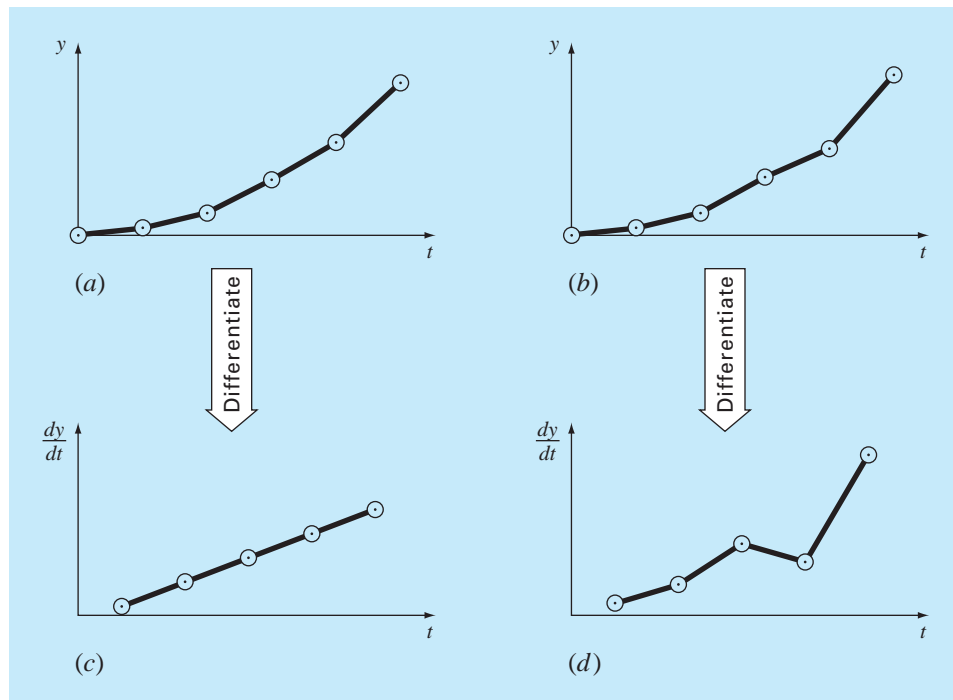 y
t
(a)
y
t
(b)
Differentiate
Differentiate
dy
dt
t
(c)
dy
dt
t
(d)